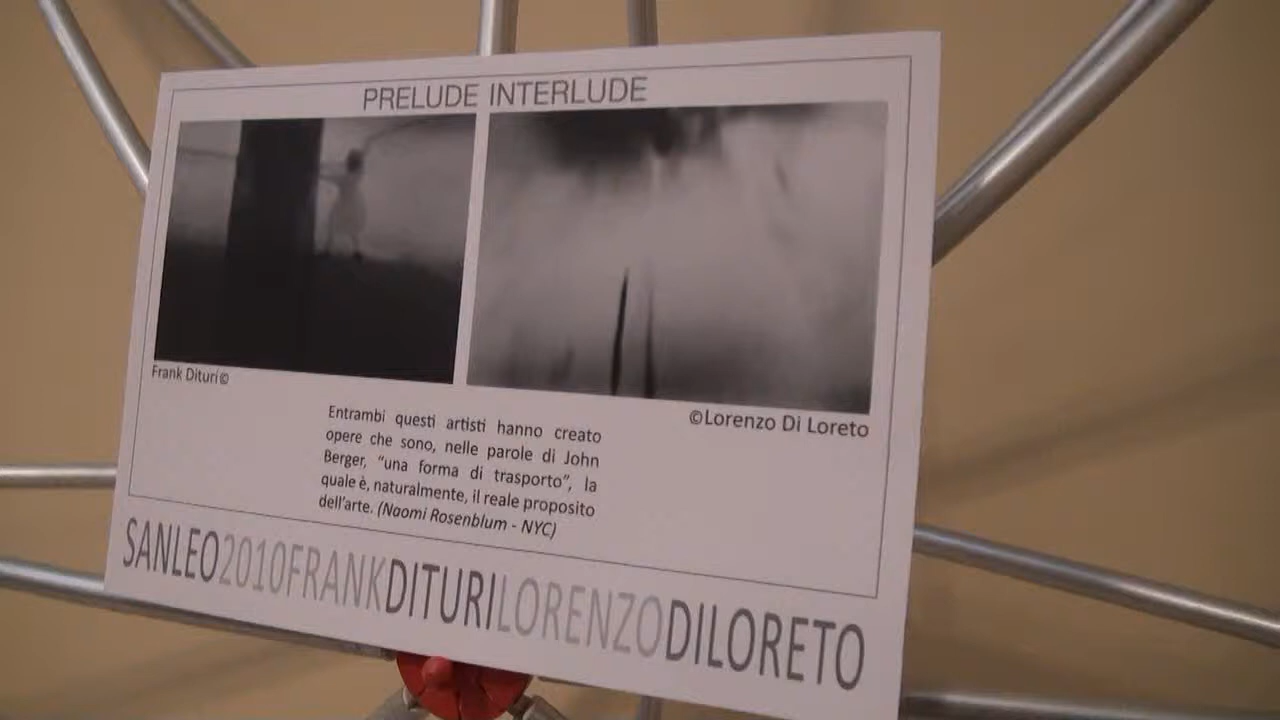 PRELUDE INTERLUDE
Frank Dituri©
©Lorenzo Di Loreto
Entrambi questi artisti hanno creato
opere che sono, nelle parole di John
Berger, “una forma di trasporto”, la
quale è, naturalmente, il reale proposito
dell’arte. (Naomi Rosenblum - NYC)
SANLEO2010FRANKDITURILORENZODILORETO